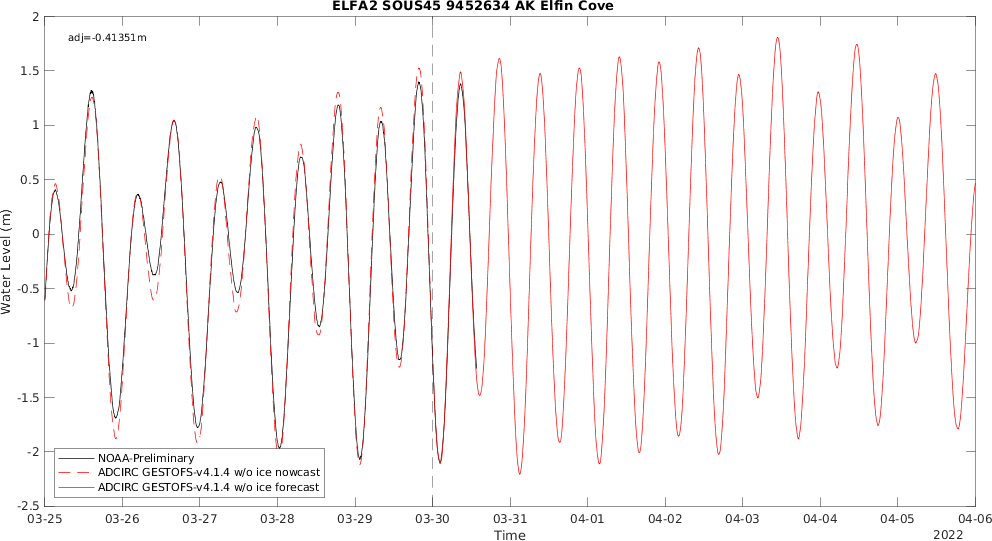 ELFA2 SOUS45 9452634 AK Elfin Cove
adj=-0.41351m
2
1.5
1
0.5
0
-0.5
-1
-1.5
-2
-2.5
Water Level (m)
NOAA-Preliminary
ADCIRC GESTOFS-v4.1.4 w/o ice nowcast
ADCIRC GESTOFS-v4.1.4 w/o ice forecast
03-25 03-26 03-27 03-28 03-29 03-30 03-31 04-01 04-02 04-03 04-04 04-05 04-06
Time
2022